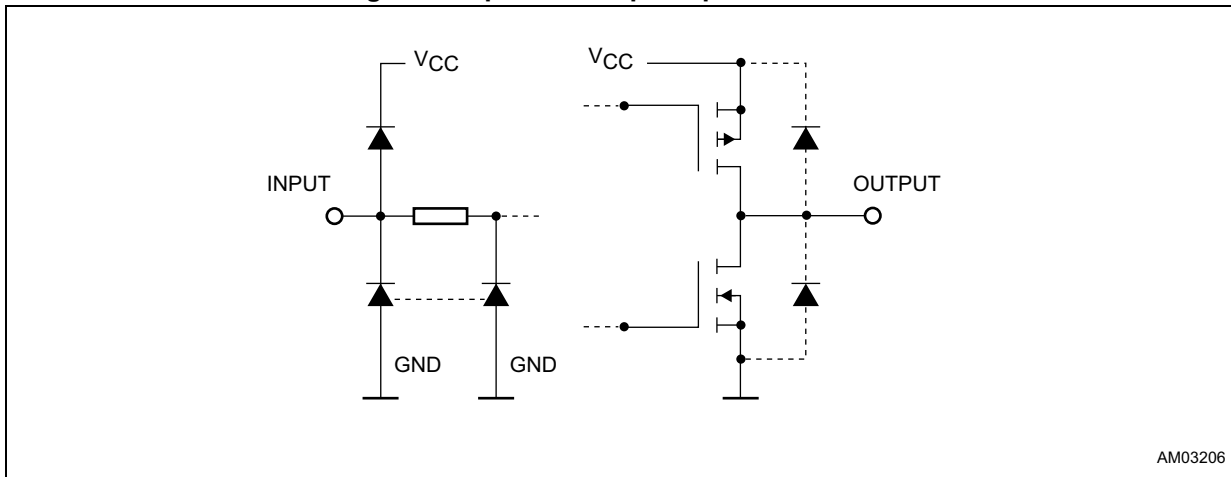 VCC
VCC
INPUT
OUTPUT
GND
GND
AM03206